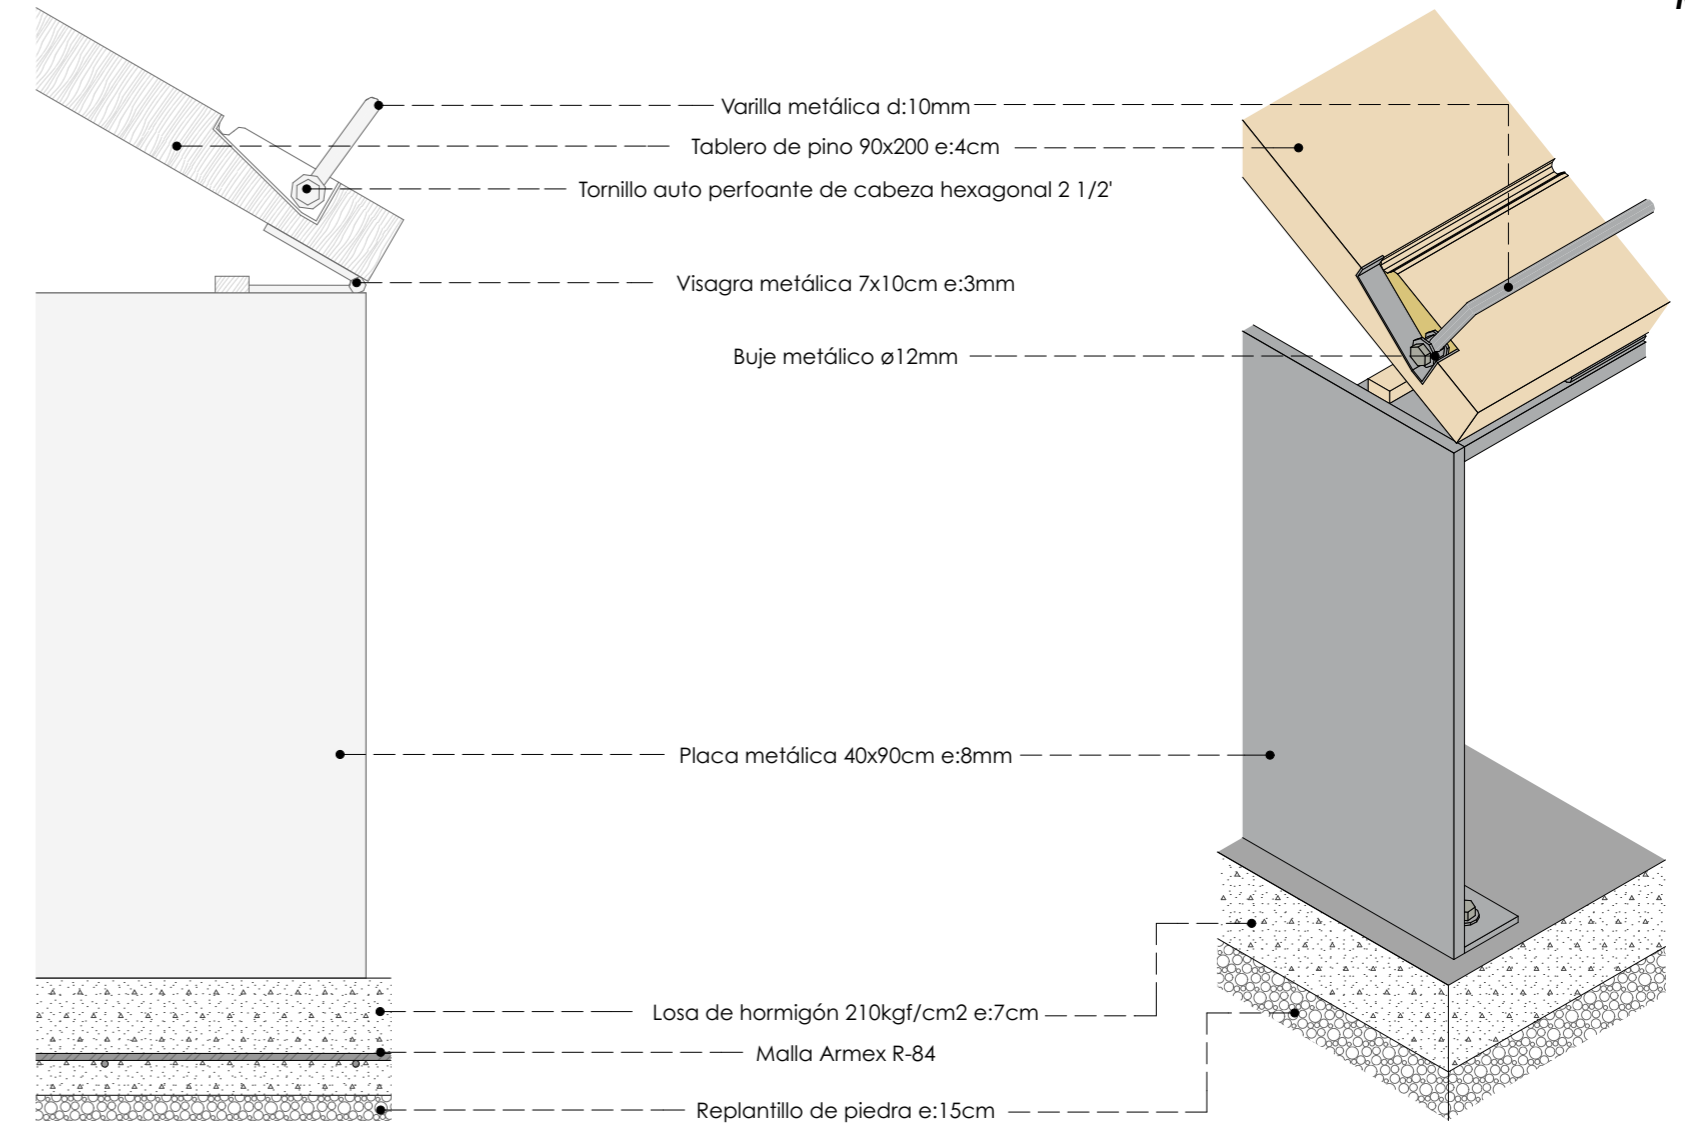 Varilla metálica d:10mm
Tablero de pino 90x200 e:4cm
Tornillo auto perfoante de cabeza hexagonal 2 1/2'
Visagra metálica 7x10cm e:3mm
Buje metálico ø12mm
Placa metálica 40x90cm e:8mm
Losa de hormigón 210kgf/cm2 e:7cm
Malla Armex R-84
Replantillo de piedra e:15cm